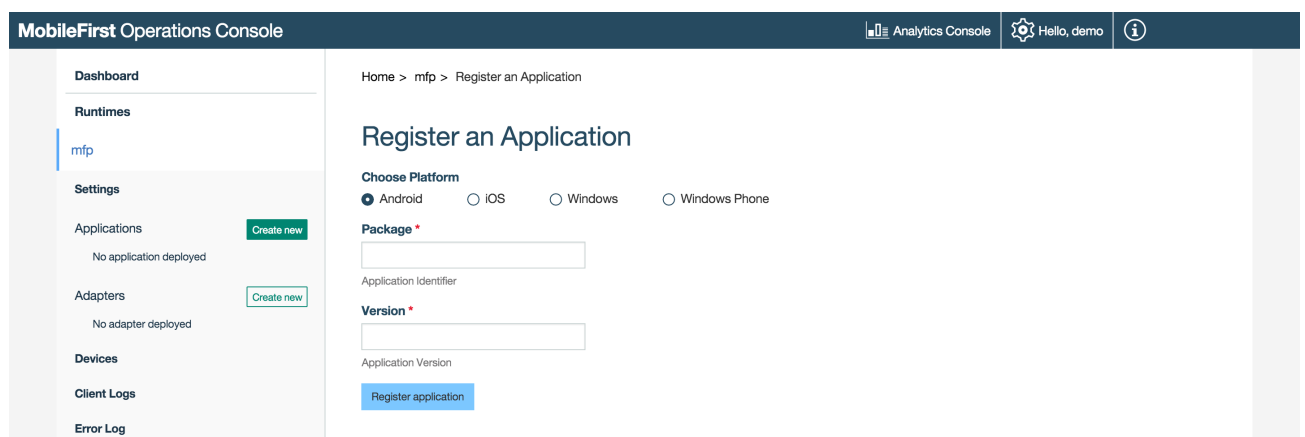 MobileFirst Operations Console
Analytics Console
Hello, demo
Dashboard
Runtimes
mfp
Settings
Applications Create new
No application deployed
Adapters Create new
No adapter deployed
Devices
Client Logs
Error Log
Home > mfp > Register an Application
Register an Application
Choose Platform
Android iOS Windows Windows Phone
Package *
Application Identifier
Version *
Application Version
Register application